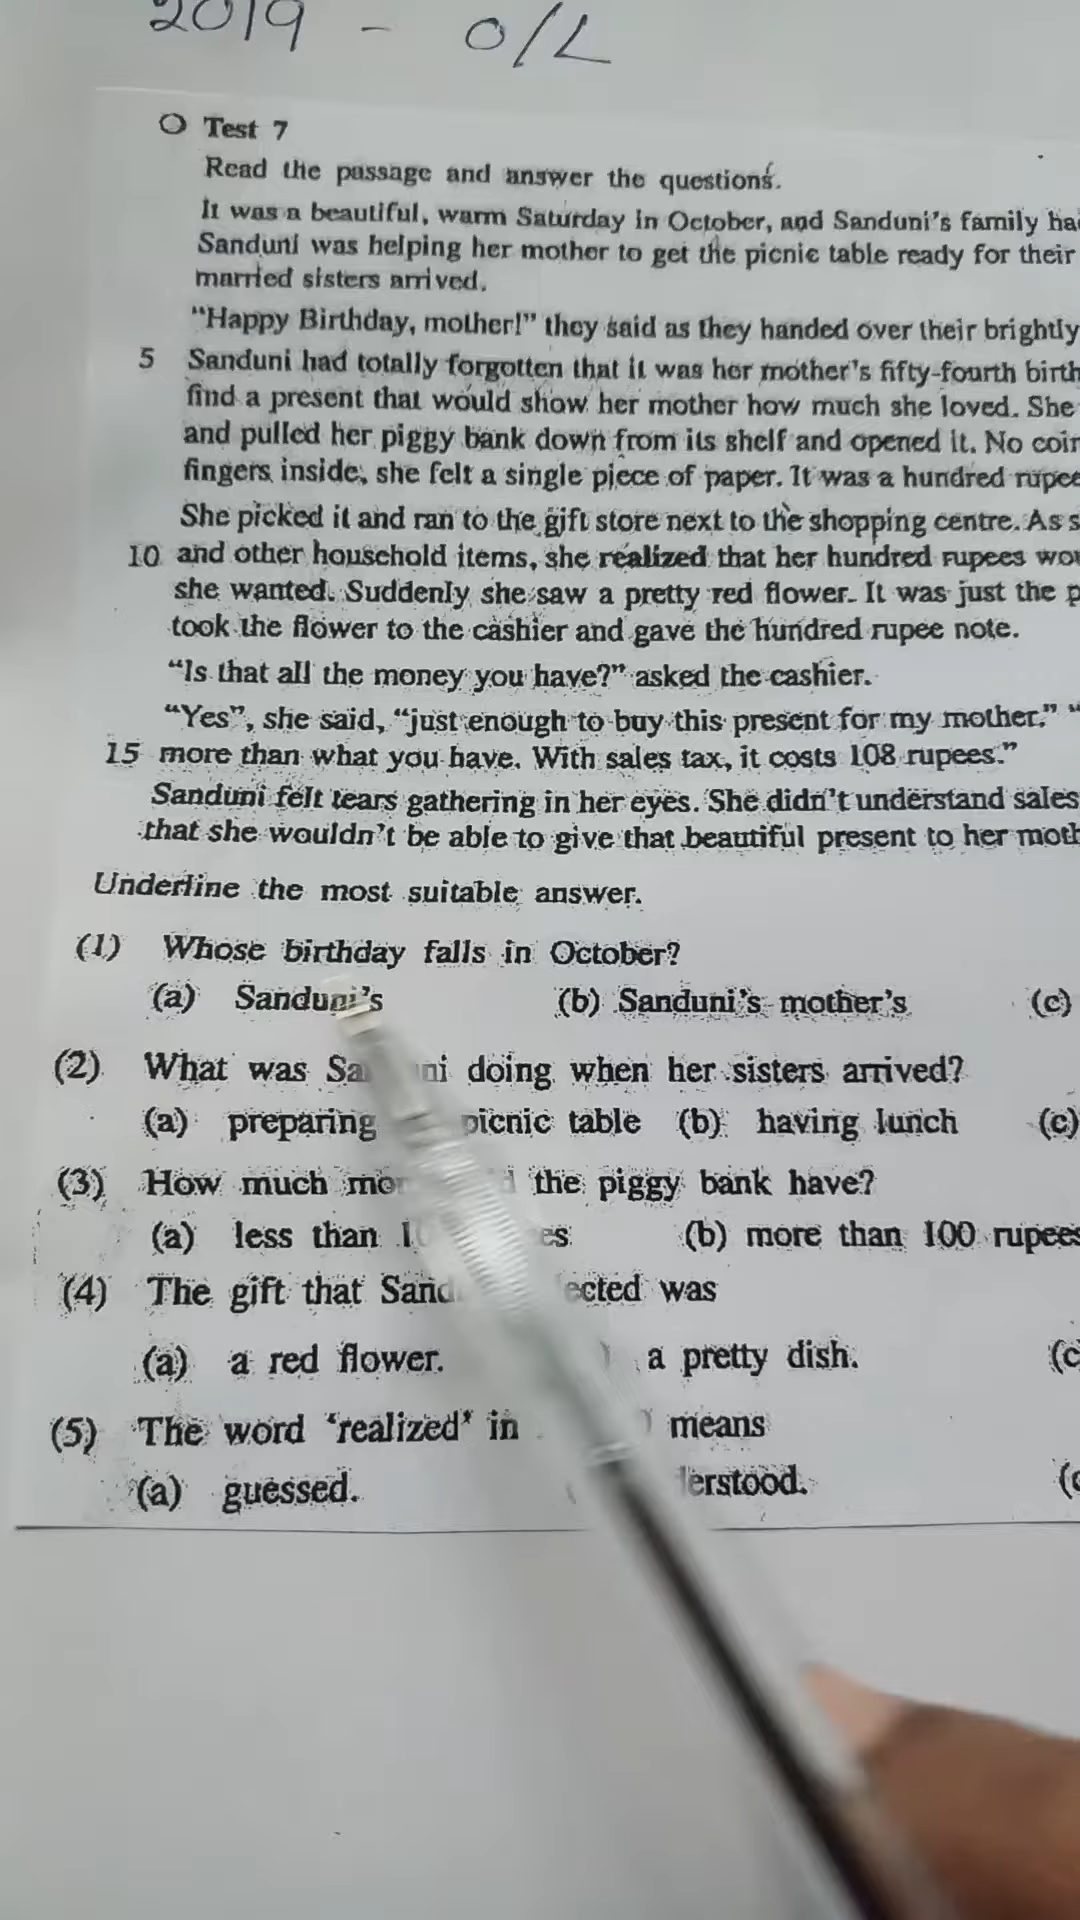 2019 - O/L
Test 7
Read the passage and answer the questions.
It was a beautiful, warm Saturday in October, and Sanduni's family
Sanduni was helping her mother to get the picnic table ready for their
married sisters arrived.
"Happy Birthday, mother!" they said as they handed over their brightly
5 Sanduni had totally forgotten that it was her mother's fifty-fourth
find a present that would show her mother how much she loved. She
and pulled her piggy bank down from its shelf and opened it. No
fingers inside, she felt a single piece of paper. It was a hundred
She picked it and ran to the gift store next to the shopping centre. As
10 and other household items, she realized that her hundred rupees
she wanted. Suddenly she saw a pretty red flower. It was just the
took the flower to the cashier and gave the hundred rupee note.
"Is that all the money you have?" asked the cashier.
"Yes", she said, "just enough to buy this present for my mother." "
15 more than what you have. With sales tax, it costs 108 rupees."
Sanduni felt tears gathering in her eyes. She didn't understand sales
that she wouldn't be able to give that beautiful present to her
Underline the most suitable answer.
(1) Whose birthday falls in October?
(a) Sanduni's (b) Sanduni's mother's (c)
(2) What was doing when her sisters arrived?
(a) preparing picnic table (b) having lunch (c)
(3) How much the piggy bank have?
(a) less than (b) more than 100 rupees
(4) The gift that was
(a) a red flower. a pretty dish.
(5) The word 'realized' in means
(a) guessed.